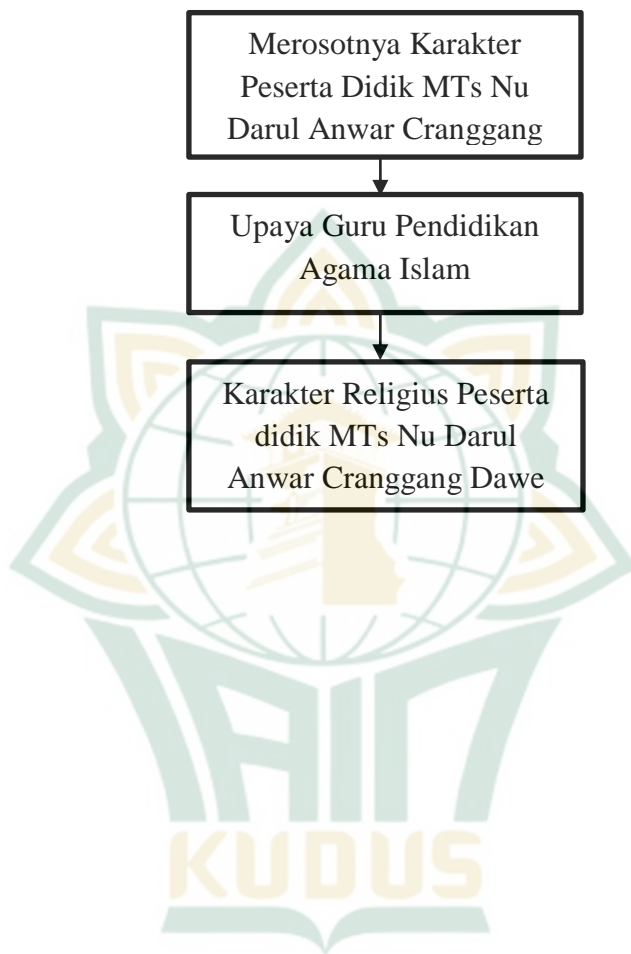 Merosotnya Karakter
Peserta Didik MTs Nu
Darul Anwar Cranggang
Upaya Guru Pendidikan
Agama Islam
Karakter Religius Peserta
didik MTs Nu Darul
Anwar Cranggang Dawe
IAIN
KUDUS